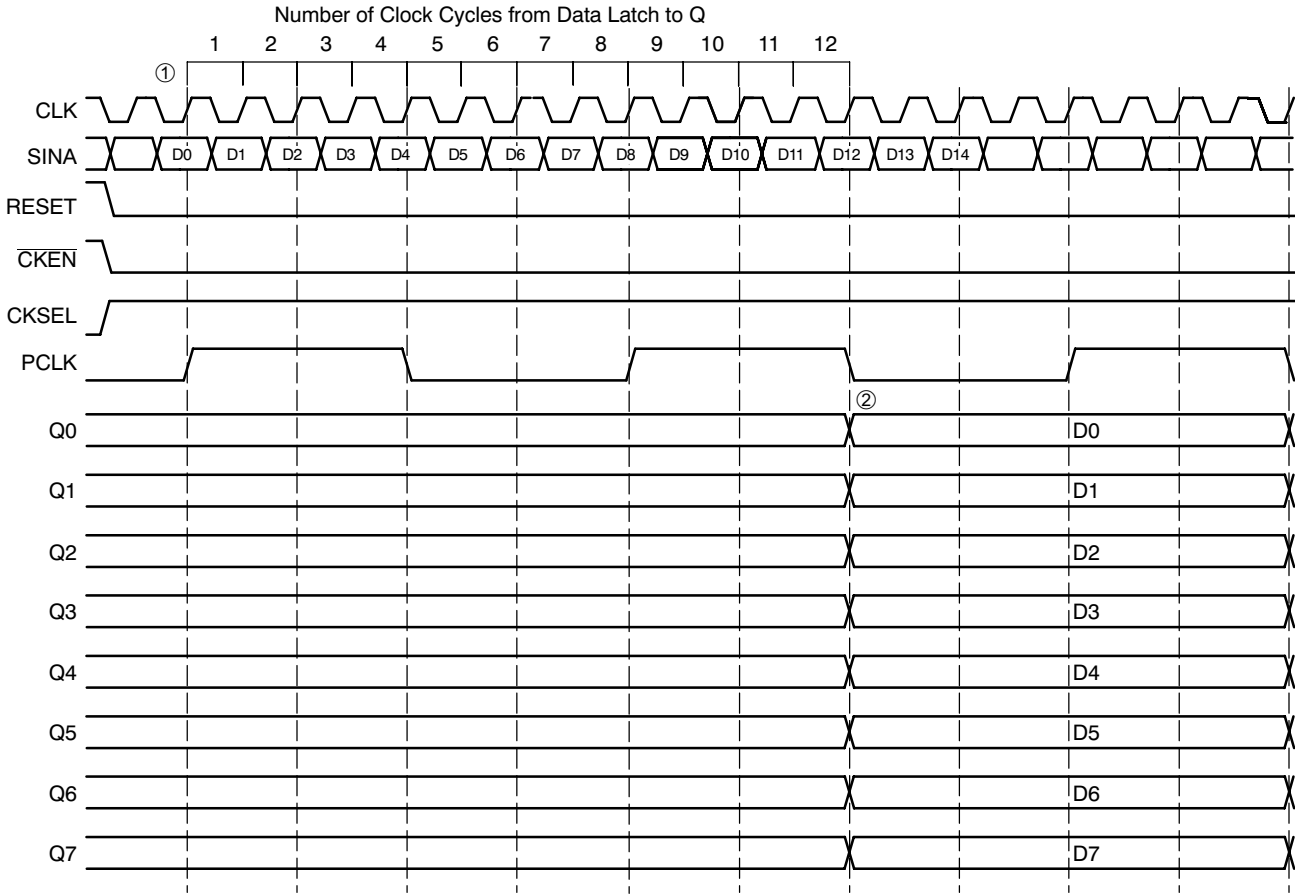 Number of Clock Cycles from Data Latch to Q
1 2 3 4 5 6 7 8 9 10 11 12
①
CLK
SINA D0 D1 D2 D3 D4 D5 D6 D7 D8 D9 D10 D11 D12 D13 D14
RESET
CKEN
CKSEL
PCLK
②
Q0 D0
Q1 D1
Q2 D2
Q3 D3
Q4 D4
Q5 D5
Q6 D6
Q7 D7